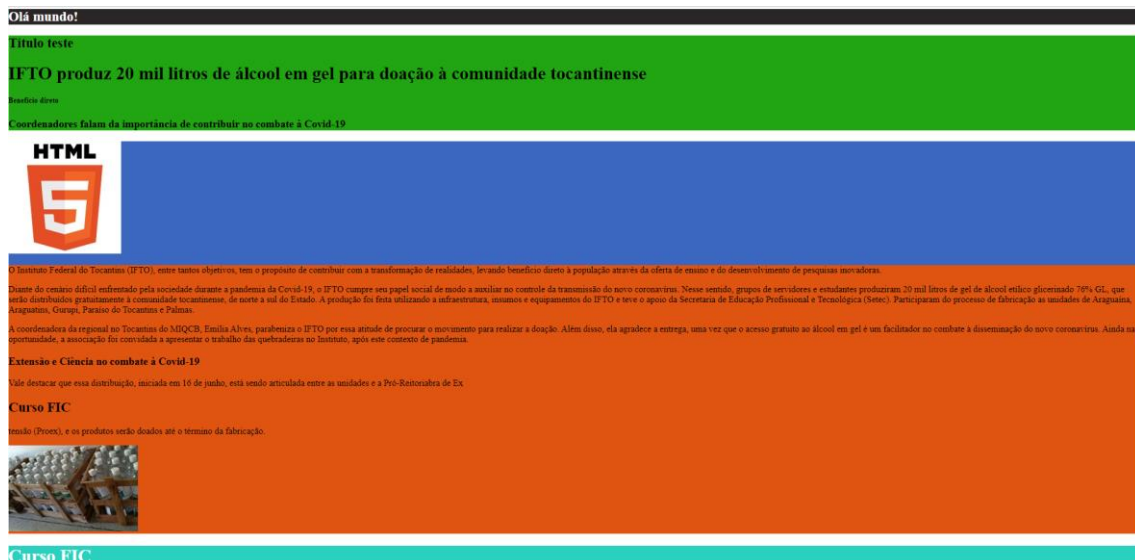 Olá mundo!
Título teste
IFTO produz 20 mil litros de álcool em gel para doação à comunidade tocantinense
Benefício direto
Coordenadores falam da importância de contribuir no combate à Covid-19
HTML
5
O Instituto Federal do Tocantins (IFTO), entre tantos objetivos, tem o propósito de contribuir com a transformação de realidades, levando benefício direto à população através da oferta de ensino e do desenvolvimento de pesquisas inovadoras.
Diante do cenário difícil enfrentado pela sociedade durante a pandemia da Covid-19, o IFTO cumpre seu papel social de modo a auxiliar no controle da transmissão do novo coronavírus. Nesse sentido, grupos de servidores e estudantes produziram 20 mil litros de gel de álcool etílico glicerinado 76% GL, que
serão distribuídos gratuitamente à comunidade tocantinense, de norte a sul do Estado. A produção foi feita utilizando a infraestrutura, insumos e equipamentos do IFTO e teve o apoio da Secretaria de Educação Profissional e Tecnológica (Setec). Participaram do processo de fabricação as unidades de Araguaína,
Araguatins, Gurupi, Paraíso do Tocantins e Palmas.
A coordenadora da regional no Tocantins do MIQCB, Emília Alves, parabeniza o IFTO por essa atitude de procurar o movimento para realizar a doação. Além disso, ela agradece a entrega, uma vez que o acesso gratuito ao álcool em gel é um facilitador no combate à disseminação do novo coronavírus. Ainda na
oportunidade, a associação foi convidada a apresentar o trabalho das quebradeiras no Instituto, após este contexto de pandemia.
Extensão e Ciência no combate à Covid-19
Vale destacar que essa distribuição, iniciada em 16 de junho, está sendo articulada entre as unidades e a Pró-Reitoriabra de Ex
Curso FIC
tensão (Proex), e os produtos serão doados até o término da fabricação.
Curso FIC